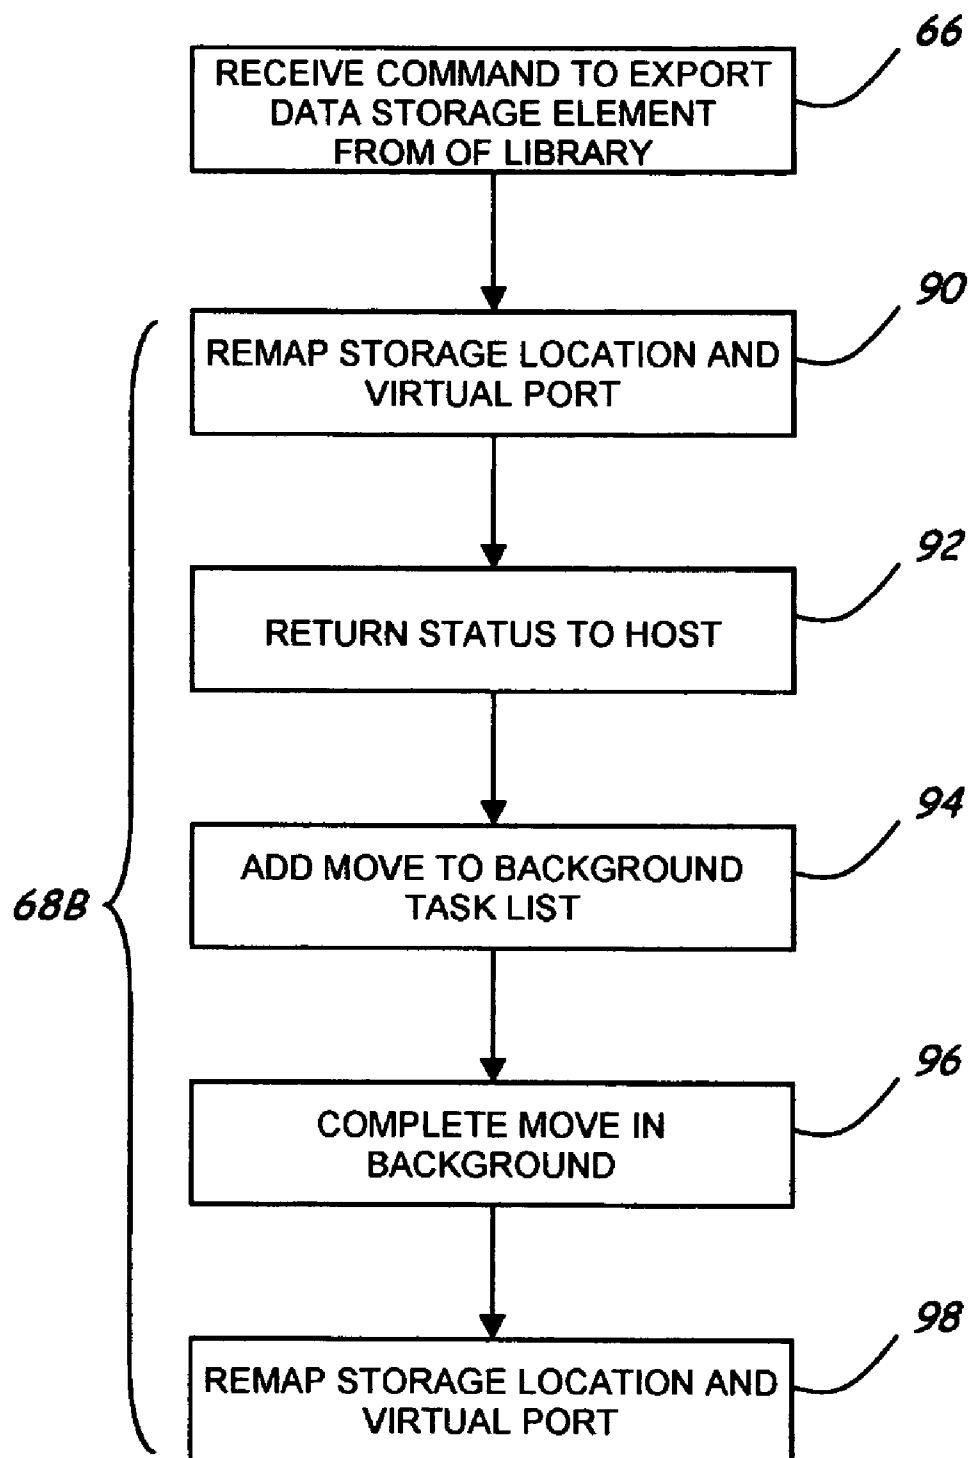 66
RECEIVE COMMAND TO EXPORT
DATA STORAGE ELEMENT
FROM OF LIBRARY
90
REMAP STORAGE LOCATION AND
VIRTUAL PORT
92
RETURN STATUS TO HOST
94
ADD MOVE TO BACKGROUND
TASK LIST
68B
96
COMPLETE MOVE IN
BACKGROUND
98
REMAP STORAGE LOCATION AND
VIRTUAL PORT